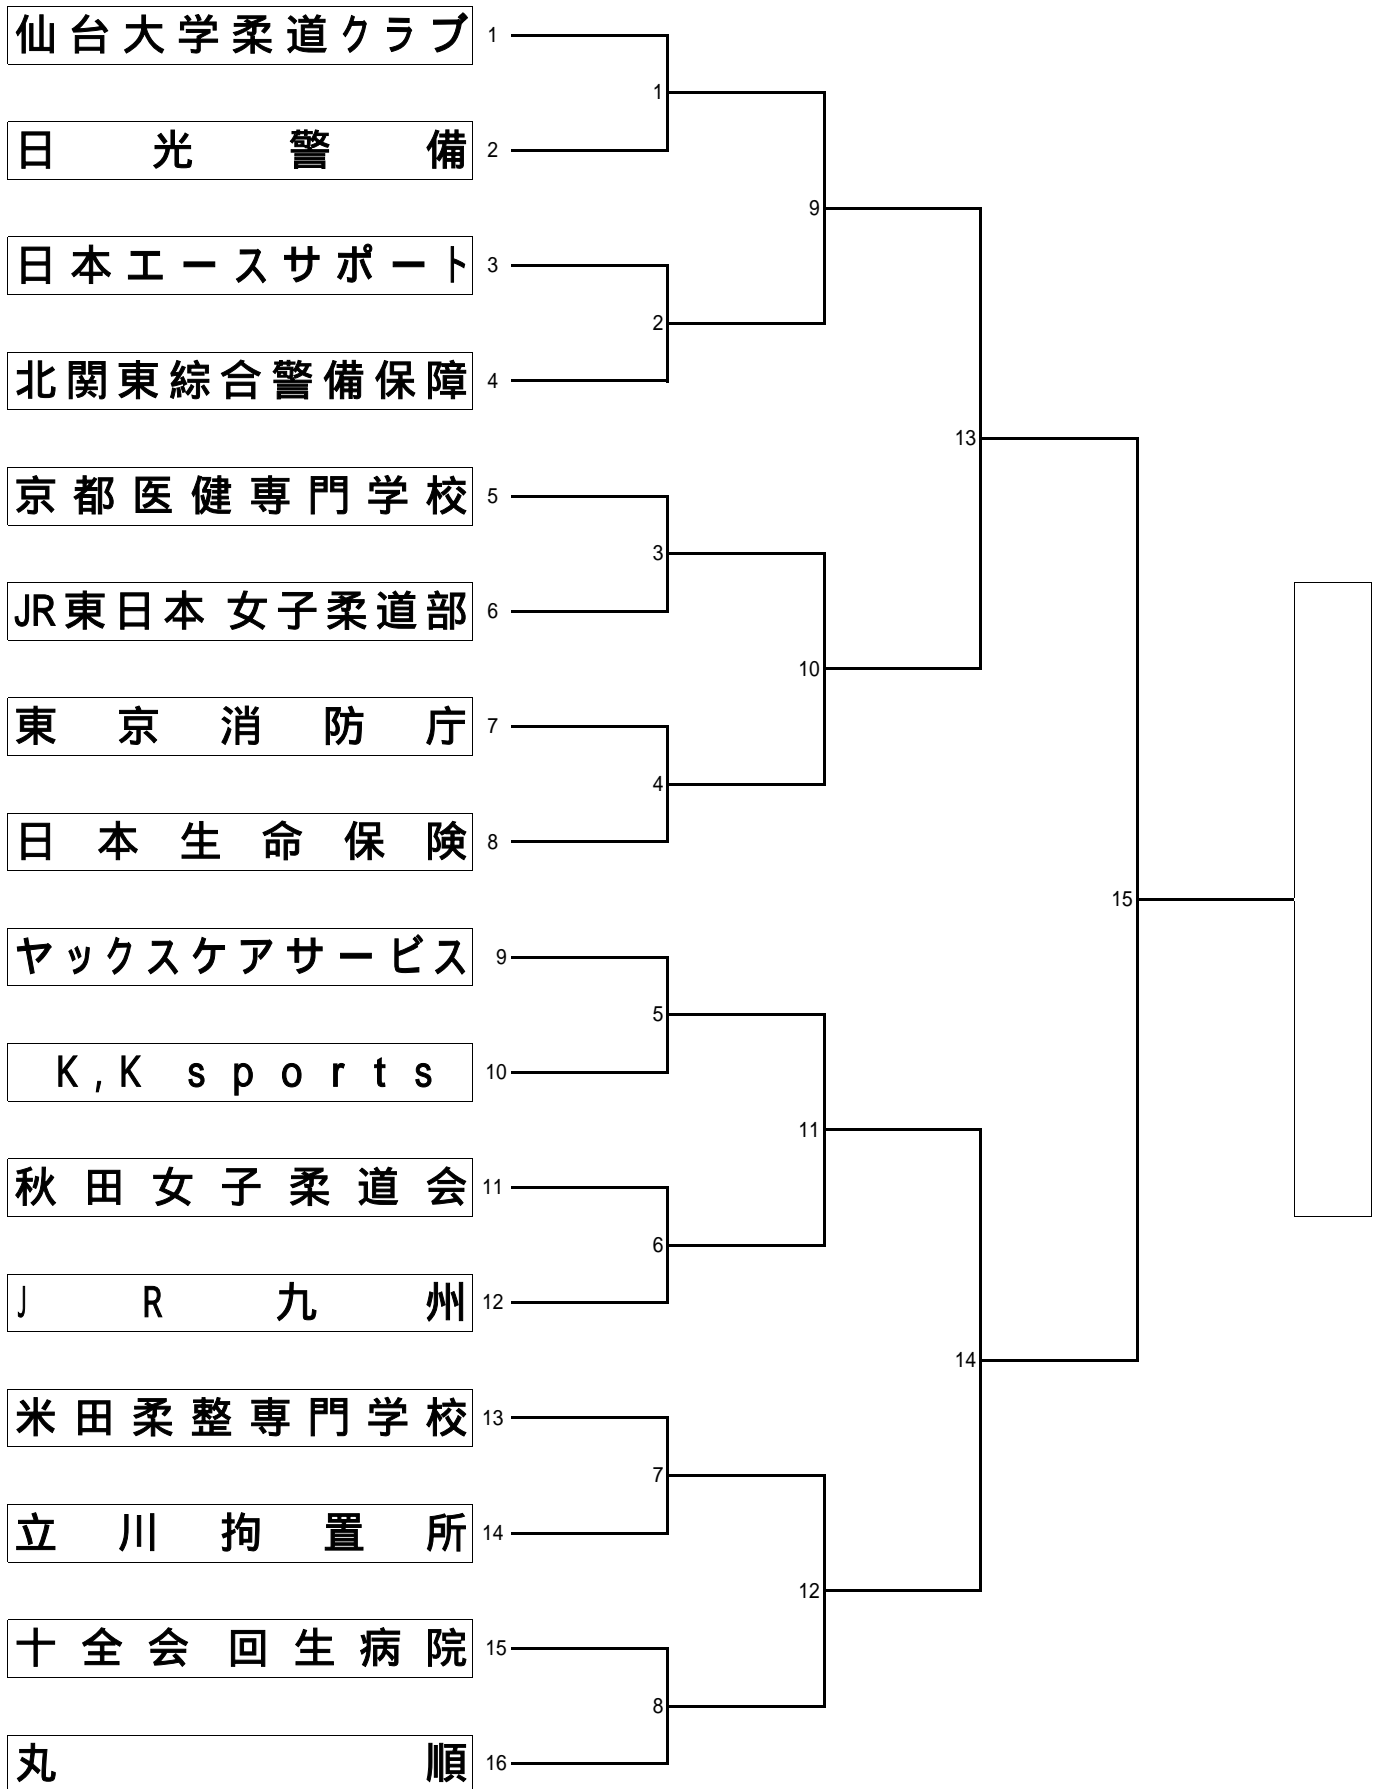 仙台大学柔道クラブ 1
1
日光警備 2
9
日本エースサポート 3
2
北関東綜合警備保障 4
13
京都医健専門学校 5
3
JR東日本女子柔道部 6
10
東京消防庁 7
4
日本生命保険 8
15
ヤックスケアサービス 9
5
K,K sports 10
11
秋田女子柔道会 11
6
JR九州 12
14
米田柔整専門学校 13
7
立川拘置所 14
12
十全会回生病院 15
8
丸順 16